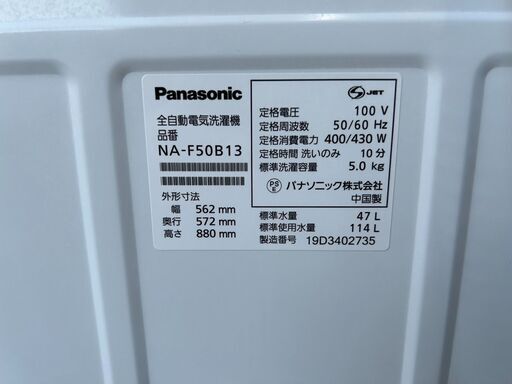 Panasonic
全自動電気洗濯機
品番
NA-F50B13
外形寸法
幅 562 mm
奥行 572 mm
高さ 880 mm
S JET
定格電圧 100 V
定格周波数 50/60 Hz
定格消費電力 400/430 W
定格時間 洗いのみ 10 分
標準洗濯容量 5.0 kg
PS E パナソニック株式会社
中国製
標準水量 47 L
標準使用水量 114 L
製造番号 19D3402735